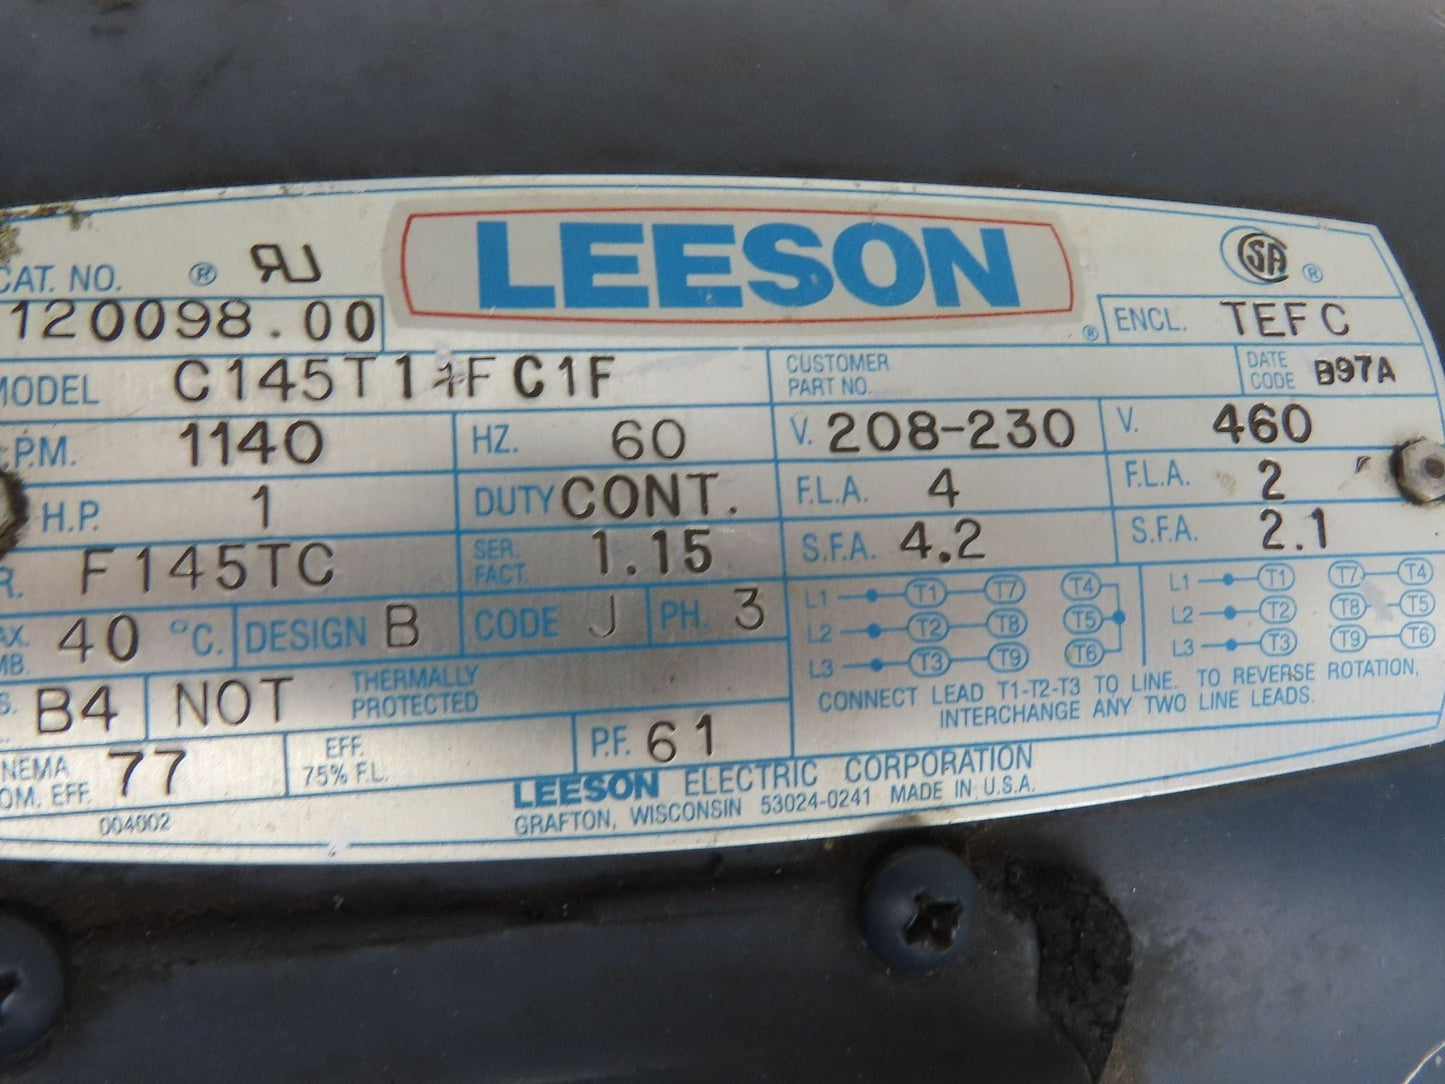 LEESON
CAT. NO. ® RU
120098.00
® ENCL. TEFC
MODEL C145T11FC1F
CUSTOMER PART NO.
DATE CODE B97A
P.M. 1140
HZ. 60
V. 208-230
V. 460
H.P. 1
DUTY CONT.
F.L.A. 4
F.L.A. 2
R. F145TC
SER. FACT. 1.15
S.F.A. 4.2
S.F.A. 2.1
40 °C.
DESIGN B
CODE J
PH. 3
L1 T1 T7 T4
L2 T2 T8 T5
L3 T3 T9 T6
L1 T1 T7 T4
L2 T2 T8 T5
L3 T3 T9 T6
S. B4
NOT THERMALLY PROTECTED
CONNECT LEAD T1-T2-T3 TO LINE. TO REVERSE ROTATION,
INTERCHANGE ANY TWO LINE LEADS.
NEMA OM. EFF. 77
EFF. 75% F.L.
P.F. 61
LEESON ELECTRIC CORPORATION
GRAFTON, WISCONSIN 53024-0241 MADE IN U.S.A.
004002
CSA ®